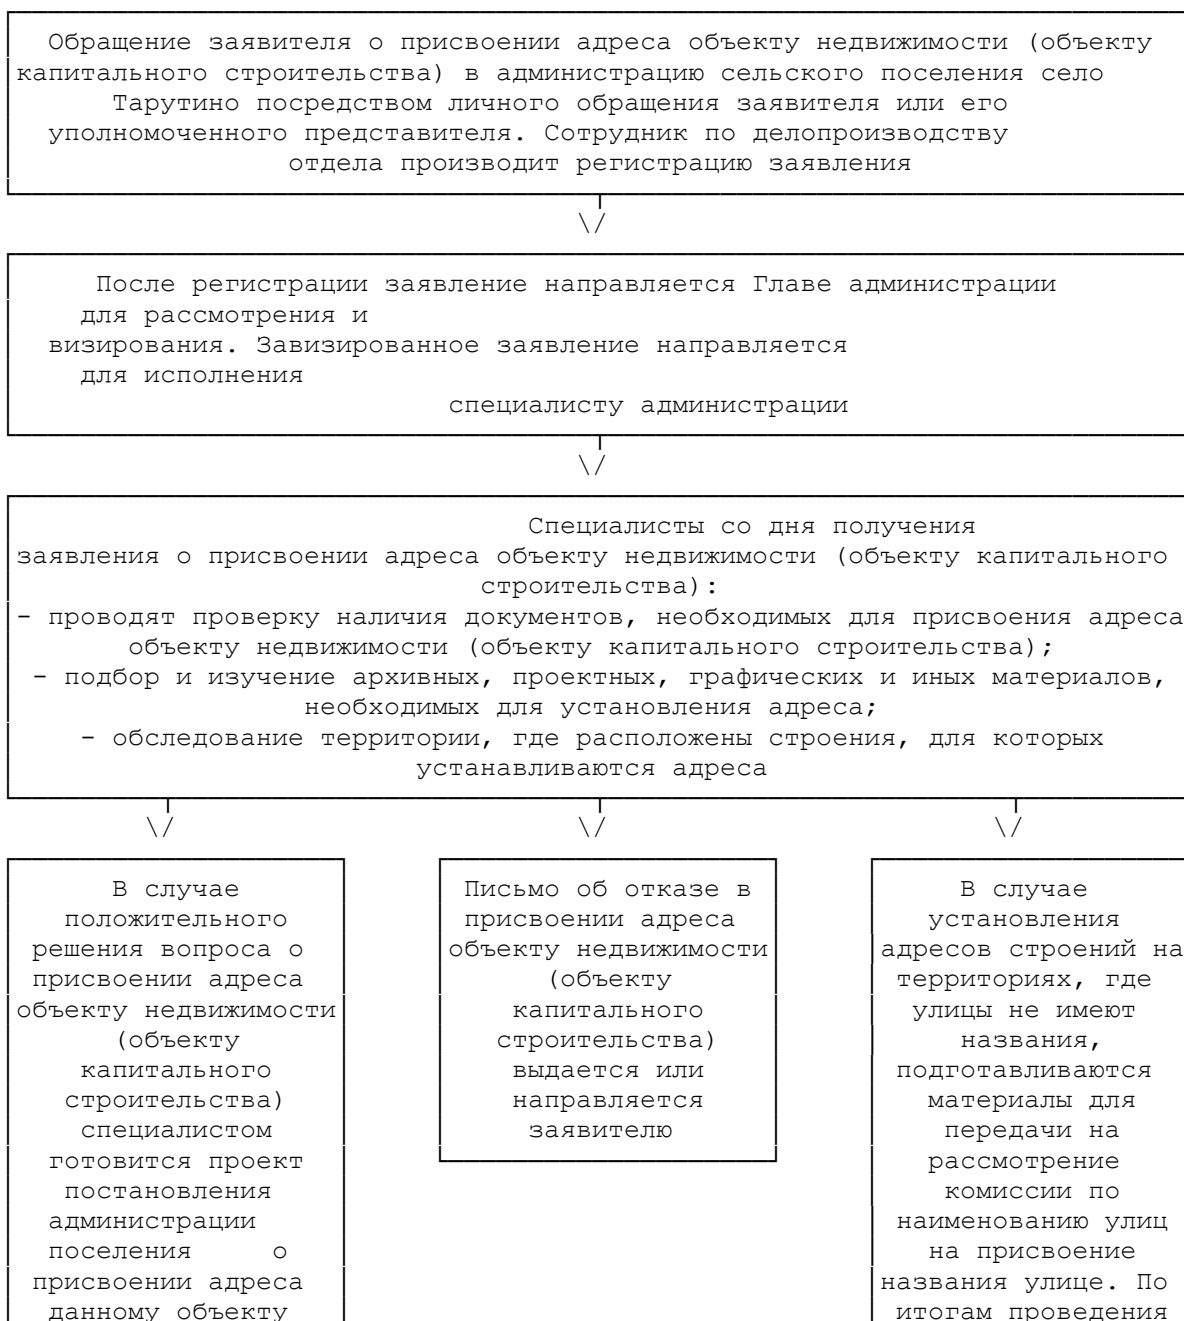 Обращение заявителя о присвоении адреса объекту недвижимости (объекту
капитального строительства) в администрацию сельского поселения село
Тарутино посредством личного обращения заявителя или его
уполномоченного представителя. Сотрудник по делопроизводству
отдела производит регистрацию заявления
\/
После регистрации заявление направляется Главе администрации
для рассмотрения и
визирования. Завизированное заявление направляется
для исполнения
специалисту администрации
\/
Специалисты со дня получения
заявления о присвоении адреса объекту недвижимости (объекту капитального
строительства):
- проводят проверку наличия документов, необходимых для присвоения адреса
объекту недвижимости (объекту капитального строительства);
- подбор и изучение архивных, проектных, графических и иных материалов,
необходимых для установления адреса;
- обследование территории, где расположены строения, для которых
устанавливаются адреса
\/ \/ \/
В случае
положительного
решения вопроса о
присвоении адреса
объекту недвижимости
(объекту
капитального
строительства)
специалистом
готовится проект
постановления
администрации
поселения о
присвоении адреса
данному объекту
Письмо об отказе в
присвоении адреса
объекту недвижимости
(объекту
капитального
строительства)
выдается или
направляется
заявителю
В случае
установления
адресов строений на
территориях, где
улицы не имеют
названия,
подготавливаются
материалы для
передачи на
рассмотрение
комиссии по
наименованию улиц
на присвоение
названия улице. По
итогам проведения